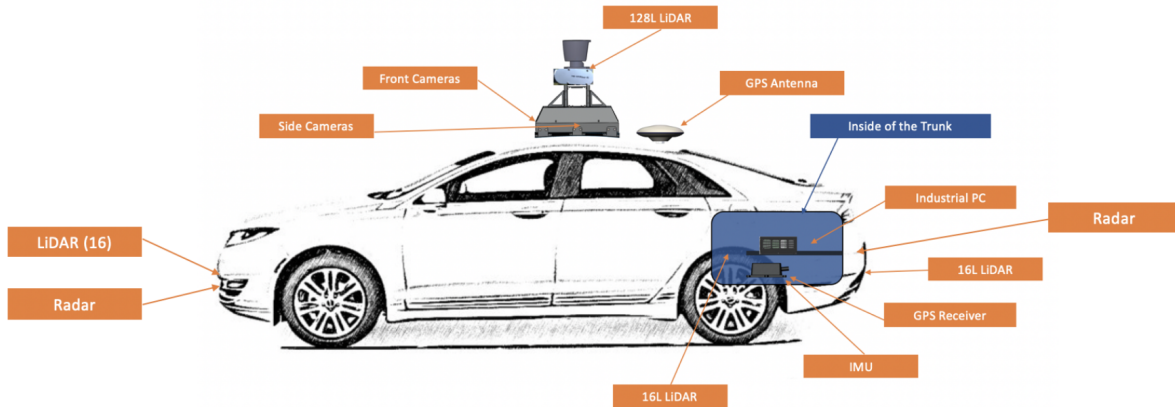 128L LiDAR
Front Cameras
GPS Antenna
Side Cameras
Inside of the Trunk
Industrial PC
Radar
LiDAR (16)
16L LiDAR
Radar
GPS Receiver
IMU
16L LiDAR